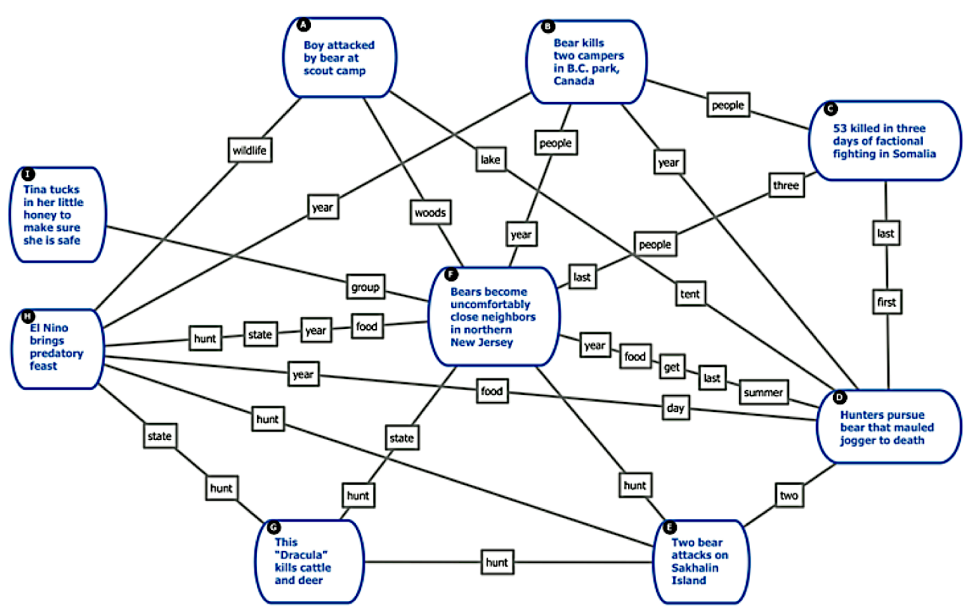 A
Boy attacked
by bear at
scout camp
B
Bear kills
two campers
in B.C. park,
Canada
people
C
53 killed in three
days of factional
fighting in Somalia
wildlife
people
lake
year
I
Tina tucks
in her little
honey to
make sure
she is safe
three
year
woods
year
last
people
last
group
F
Bears become
uncomfortably
close neighbors
in northern
New Jersey
tent
first
H
El Nino
brings
predatory
feast
hunt
state
year
food
year
food
get
last
summer
year
food
day
D
Hunters pursue
bear that mauled
jogger to death
hunt
state
state
hunt
hunt
hunt
two
G
This
"Dracula"
kills cattle
and deer
hunt
E
Two bear
attacks on
Sakhalin
Island